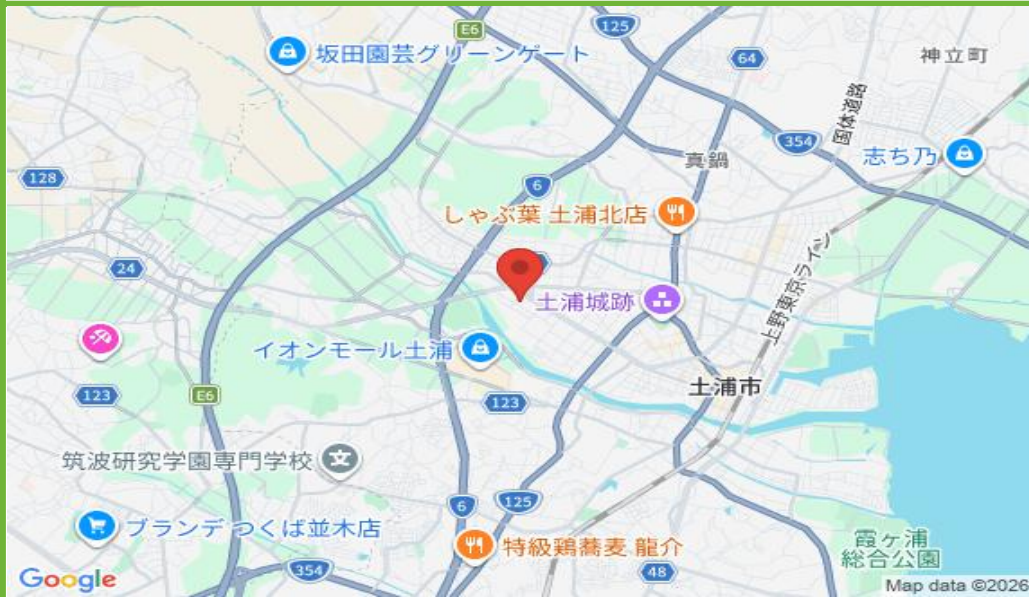 E6
125
坂田園芸グリーンゲート
64
神立町
国体道路
354
真鍋
志ち乃
128
6
しゃぶ葉 土浦北店
24
土浦城跡
上野東京ライン
イオンモール土浦
土浦市
123
E6
123
筑波研究学園専門学校
6
125
ブランデ つくば並木店
特級鶏蕎麦 龍介
霞ヶ浦
総合公園
354
48
Google
Map data ©2026